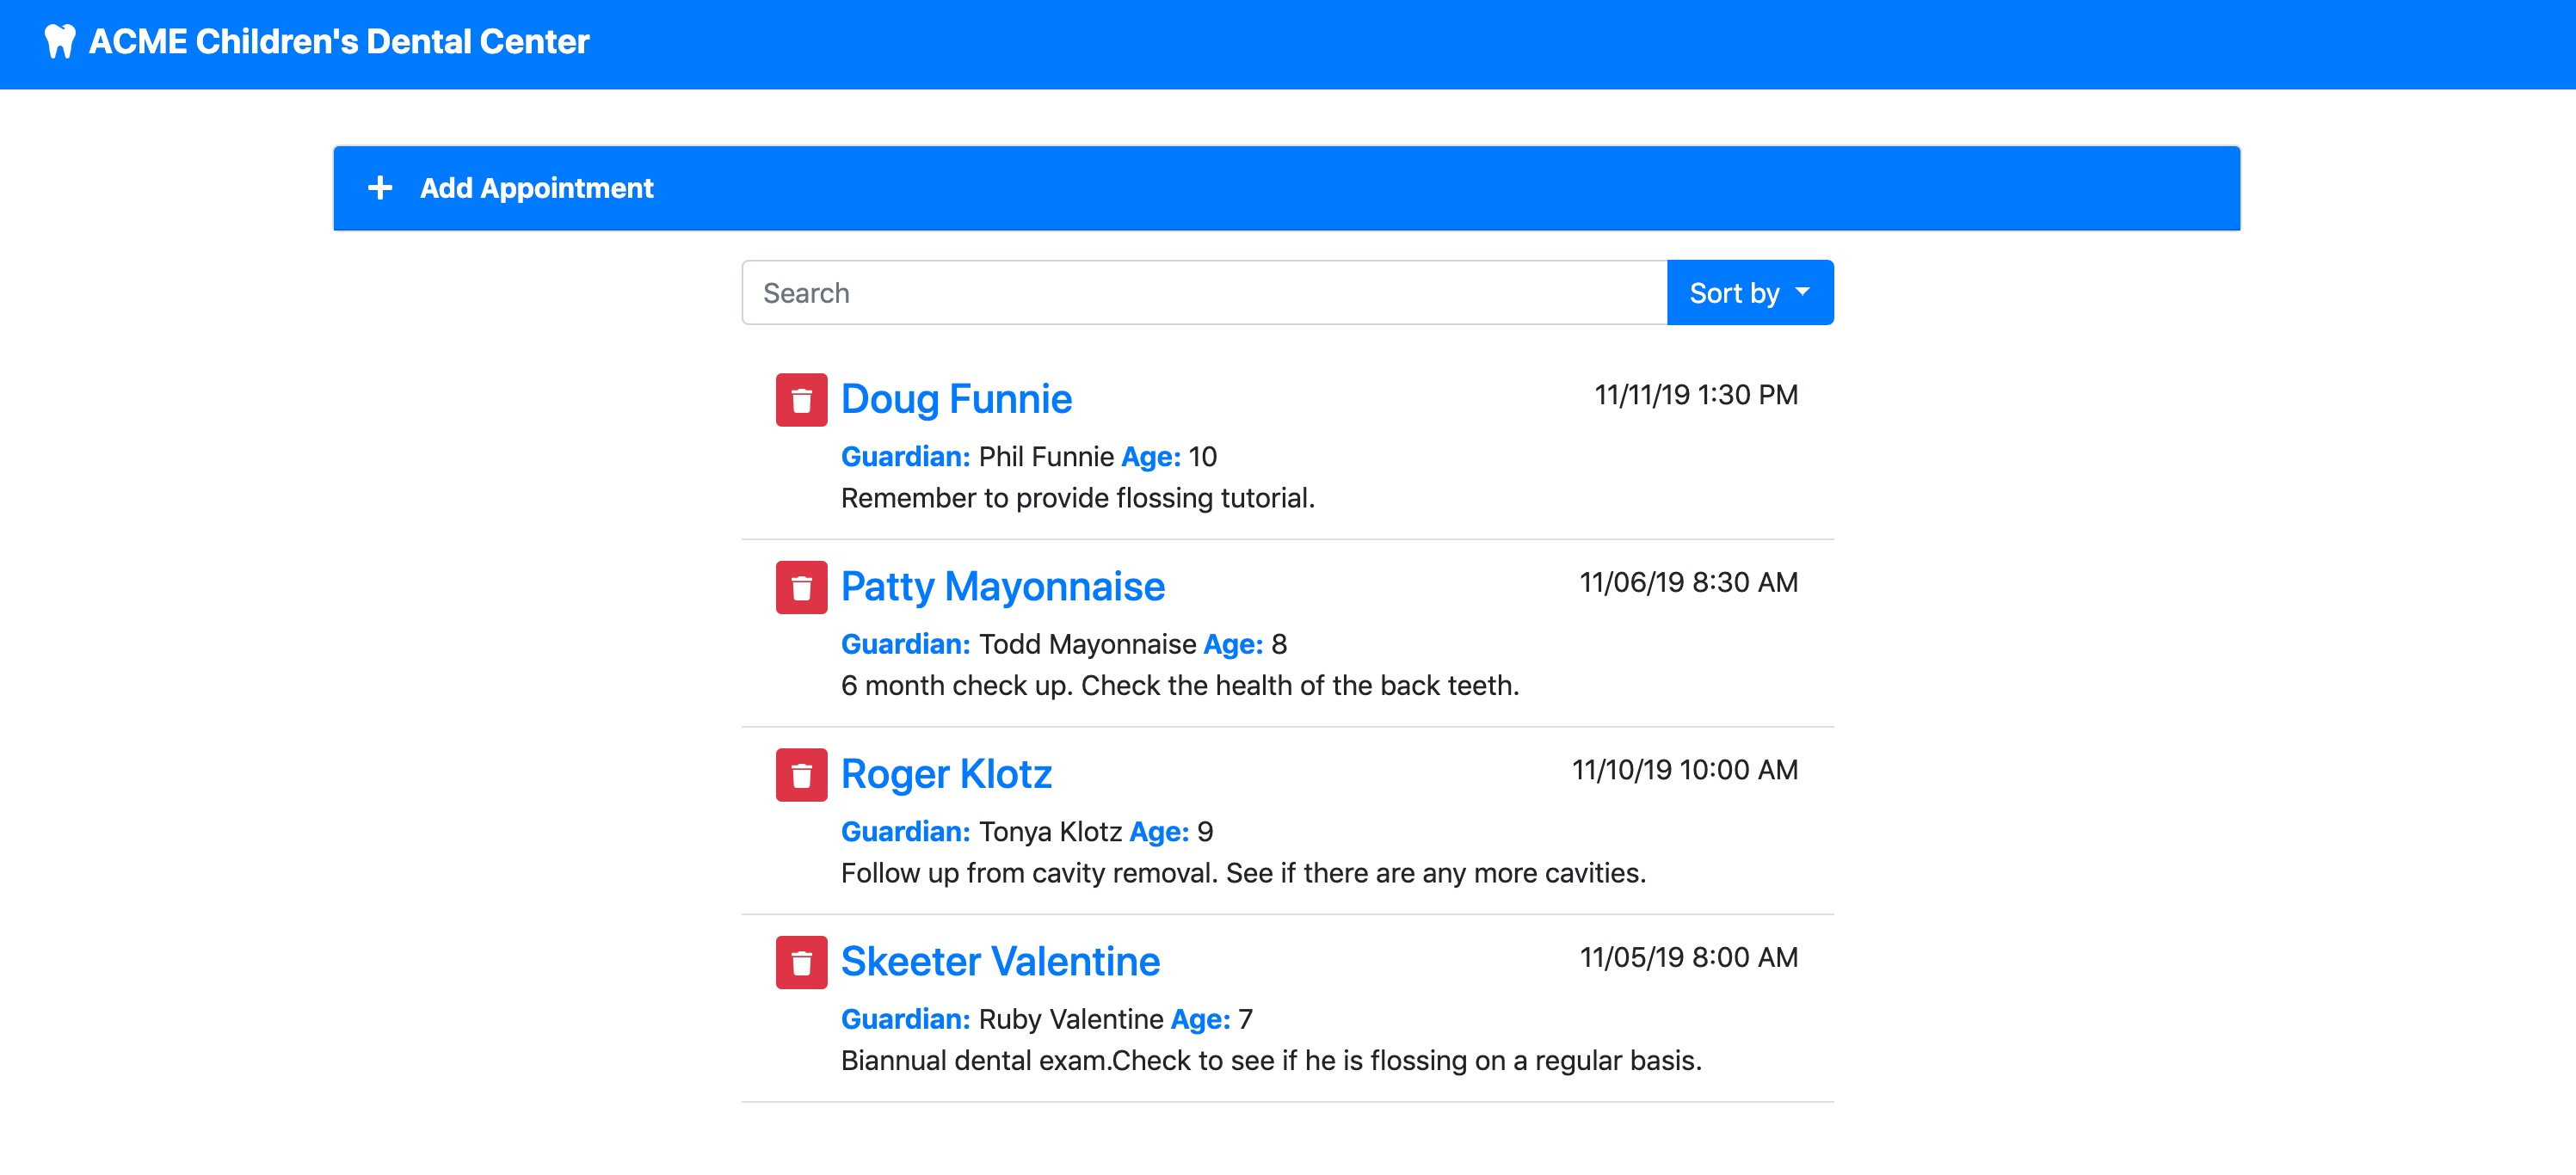 ACME Children's Dental Center
Add Appointment
Search
Sort by
Doug Funnie
11/11/19 1:30 PM
Guardian: Phil Funnie Age: 10
Remember to provide flossing tutorial.
Patty Mayonnaise
11/06/19 8:30 AM
Guardian: Todd Mayonnaise Age: 8
6 month check up. Check the health of the back teeth.
Roger Klotz
11/10/19 10:00 AM
Guardian: Tonya Klotz Age: 9
Follow up from cavity removal. See if there are any more cavities.
Skeeter Valentine
11/05/19 8:00 AM
Guardian: Ruby Valentine Age: 7
Biannual dental exam.Check to see if he is flossing on a regular basis.